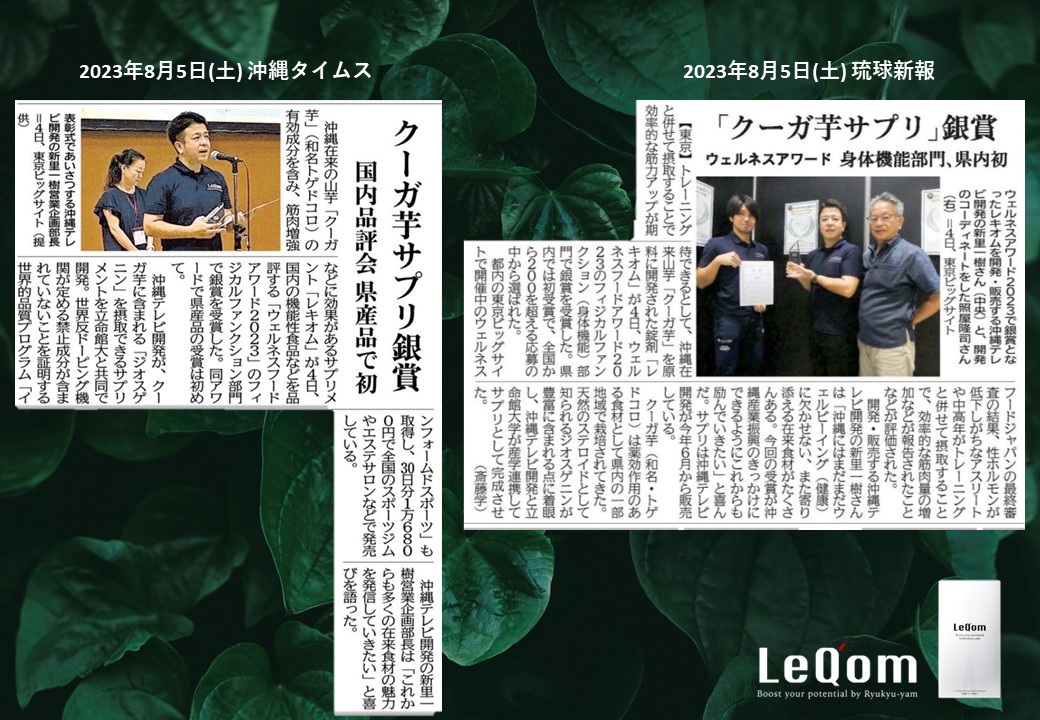 2023年8月5日(土) 沖縄タイムス
クーガ芋サプリ銀賞
国内品評会 県産品で初
沖縄在来の山芋「クーガ
芋」（和名トゲドコロ）の
有効成分を含み、筋肉増強
などに効果があるサプリメ
ント「レキオム」が4日、
国内の機能性食品などを品
評する「ウェルネスフード
アワード2023」のフィ
ジカルファンクション部門
で銀賞を受賞した。同アワ
ードで県産品の受賞は初め
て。
沖縄テレビ開発が、クー
ガ芋に含まれる「ジオスゲ
ニン」を摂取できるサプリ
メントを立命館大と共同で
開発。世界反ドーピング機
関が定める禁止成分が含ま
れていないことを証明する
世界的品質プログラム「イ
ンフォームドスポーツ」も
取得し、30日分1万680
0円で全国のスポーツジム
やエステサロンなどで発売
している。
沖縄テレビ開発の新里一
樹営業企画部長は「これか
らも多くの在来食材の魅力
を発信していきたい」と喜
びを語った。
表彰式であいさつする沖縄テレ
ビ開発の新里一樹営業企画部長
＝4日、東京ビッグサイト（提
供）
2023年8月5日(土) 琉球新報
「クーガ芋サプリ」銀賞
ウェルネスアワード 身体機能部門、県内初
ウェルネスアワード2023で銀賞とな
ったレキオムを開発・販売する沖縄テレ
ビ開発の新里一樹さん（中央）と、開発
のコーディネートをした照屋隆司さん
（右）＝4日、東京ビッグサイト
【東京】トレーニング
と併せて摂取することで
効率的な筋力アップが期
待できるとして、沖縄在
来山芋「クーガ芋」を原
料に開発された錠剤「レ
キオム」が4日、ウェル
ネスフードアワード20
23のフィジカルファン
クション（身体機能）部
門で銀賞を受賞した。県
内では初受賞で、全国か
ら200を超える応募の
中から選ばれた。
都内の東京ビッグサイ
トで開催中のウェルネス
フードジャパンの最終審
査の結果、性ホルモンが
低下しがちなアスリート
や中高年がトレーニング
と併せて摂取すること
で、効率的な筋肉量の増
加などが報告されたこと
などが評価された。
開発・販売する沖縄テ
レビ開発の新里一樹さん
は「沖縄にはまだまだウ
ェルビーイング（健康）
に欠かせない、また寄り
添える在来食材がたくさ
んある。今回の受賞が沖
縄産業振興のきっかけに
できるようにこれからも
励んでいきたい」と喜ん
だ。サプリは沖縄テレビ
開発が今年6月から販売
している。
クーガ芋（和名・トゲ
ドコロ）は薬効作用のあ
る食材として県内の一部
地域で栽培されてきた。
天然のステロイドとして
知られるジオスゲニンが
豊富に含まれる点に着眼
し、沖縄テレビ開発と立
命館大学が産学連携して
サプリとして完成させ
た。
（斎藤学）
LeQ'om
Boost your potential by Ryukyu-yam
LeQ'om